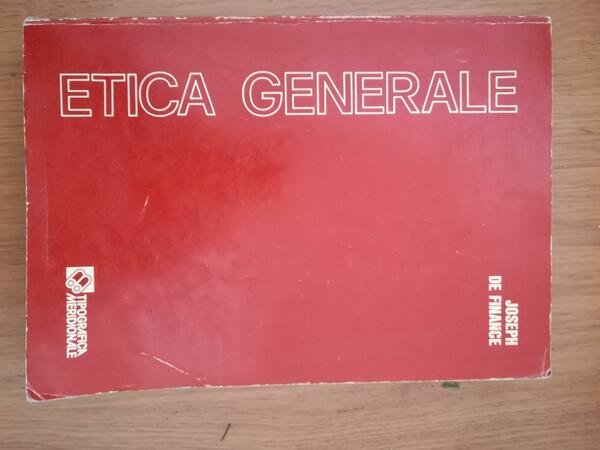 ETICA GENERALE
JOSEPH
DE FINANCE
TIPOGRAFICA
MERIDIONALE